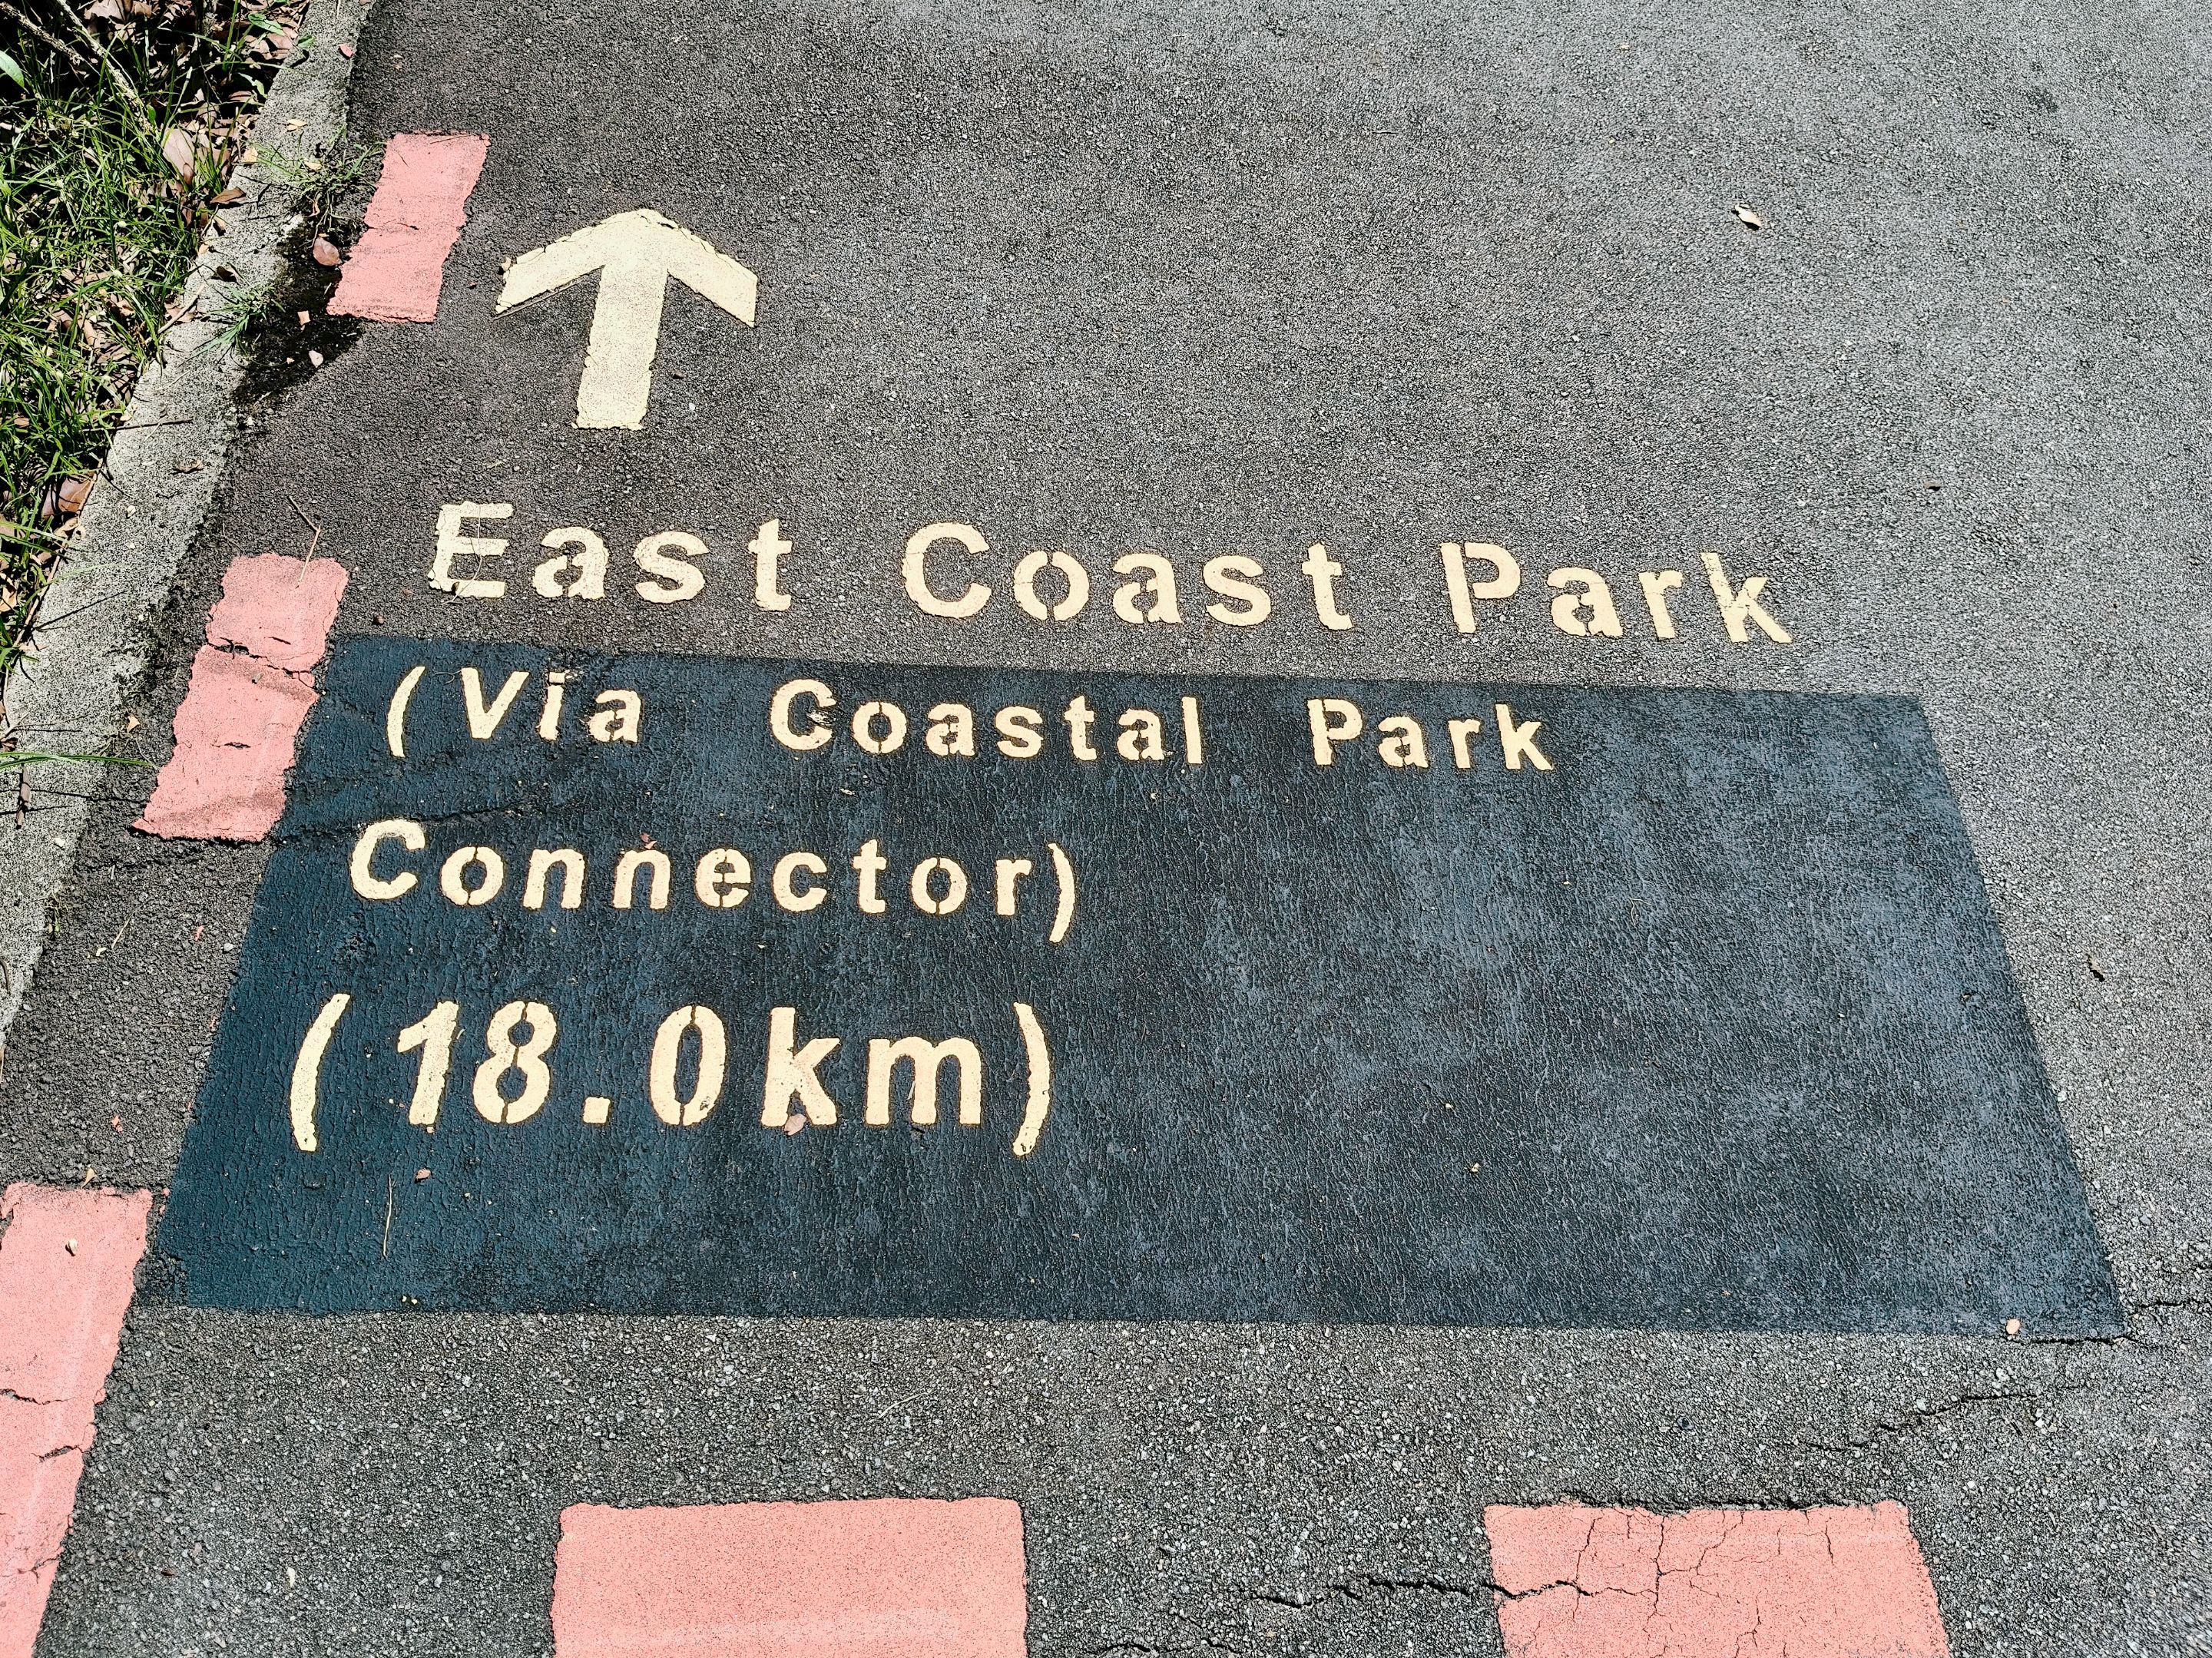 East Coast Park
(Via Coastal Park
Connector)
(18.0km)